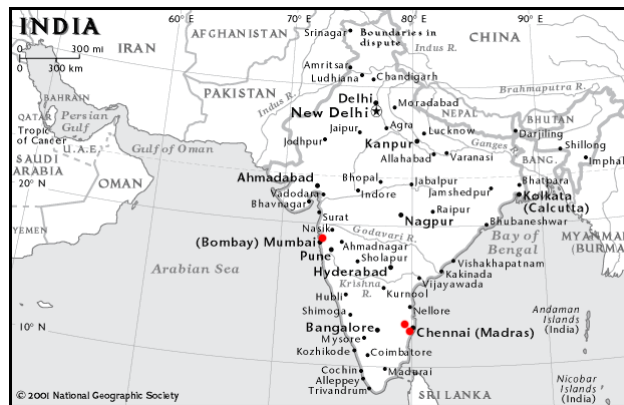 INDIA
0 300 mi
0 300 km
60° E
70° E
80° E
90° E
AFGHANISTAN
IRAN
PAKISTAN
CHINA
Srinagar
Boundaries in
dispute
Indus R.
Amritsar
Ludhiana
Chandigarh
Indus R.
Brahmaputra R.
BAHRAIN
Persian
Gulf
QATAR
Tropic
of Cancer
U.A.E.
SAUDI
ARABIA
OMAN
YEMEN
Gulf of Oman
Delhi
New Delhi
Moradabad
NEPAL
BHUTAN
Jaipur
Agra
Lucknow
Darjiling
Jodhpur
Kanpur
Ganges R.
Shillong
Allahabad
Varanasi
BANG.
Imphal
20° N
Ahmadabad
Bhopal
Jabalpur
Bhatpara
Vadodara
Indore
Jamshedpur
Kolkata
(Calcutta)
Bhavnagar
Surat
Nagpur
Raipur
Bhubaneshwar
Nasik
Godavari R.
Bay of
Bengal
MYANMAR
(BURMA)
(Bombay) Mumbai
Ahmadnagar
Pune
Sholapur
Vishakhapatnam
Arabian Sea
Hyderabad
Kakinada
Krishna
R.
Vijayawada
Hubli
Kurnool
Shimoga
Nellore
Andaman
Islands
(India)
10° N
Bangalore
Chennai (Madras)
Mysore
Kozhikode
Coimbatore
Cochin
Madurai
Alleppey
Trivandrum
SRI LANKA
Nicobar
Islands
(India)
© 2001 National Geographic Society